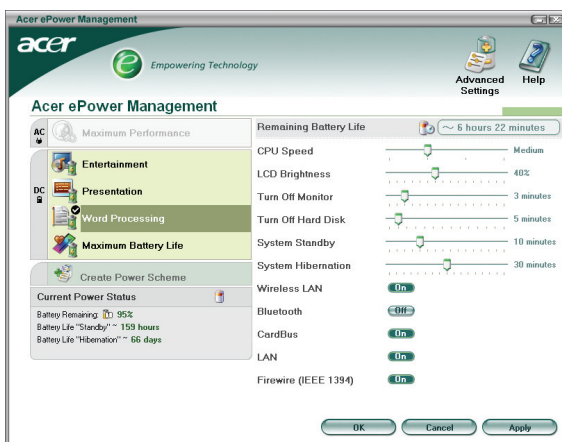 Acer ePower Management
acer
e Empowering Technology
Advanced Settings
Help
Acer ePower Management
AC
Maximum Performance
DC
Entertainment
Presentation
Word Processing
Maximum Battery Life
Create Power Scheme
Current Power Status
Battery Remaining: 95%
Battery Life "Standby" ~ 159 hours
Battery Life "Hibernation" ~ 66 days
Remaining Battery Life ~ 6 hours 22 minutes
CPU Speed Medium
LCD Brightness 40%
Turn Off Monitor 3 minutes
Turn Off Hard Disk 5 minutes
System Standby 10 minutes
System Hibernation 30 minutes
Wireless LAN On
Bluetooth Off
CardBus On
LAN On
Firewire (IEEE 1394) On
OK Cancel Apply